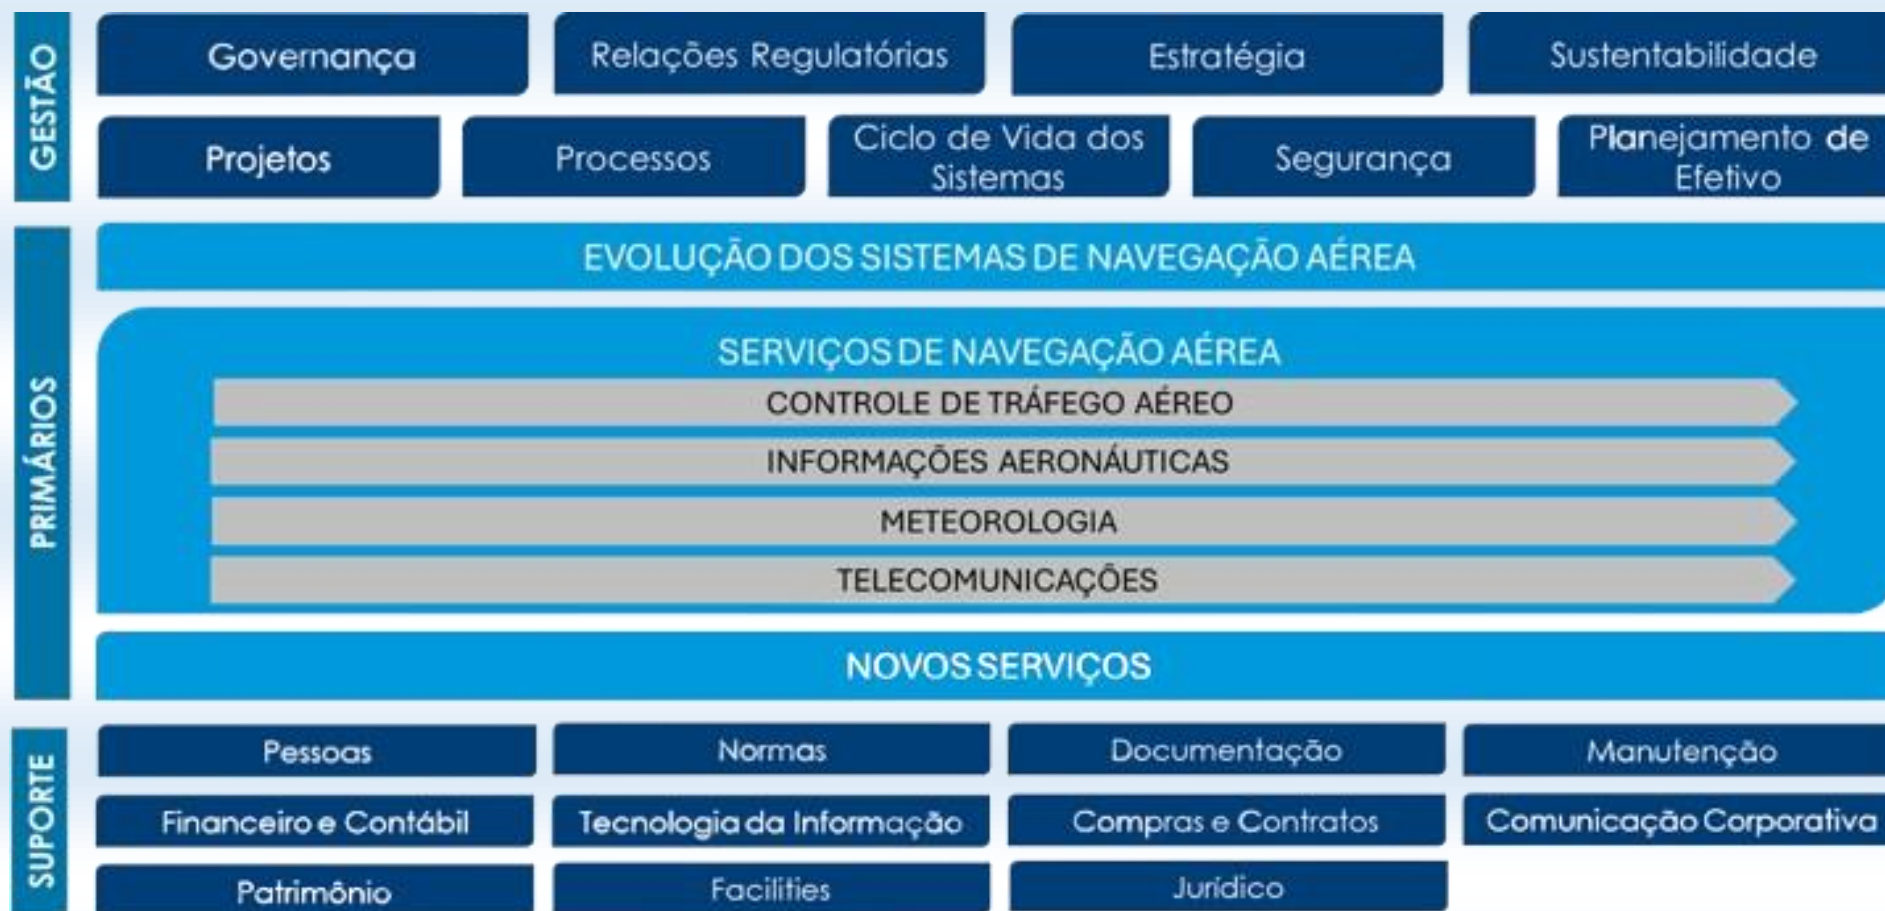 GESTÃO
Governança
Relações Regulatórias
Estratégia
Sustentabilidade
Projetos
Processos
Ciclo de Vida dos
Sistemas
Segurança
Planejamento de
Efetivo
PRIMÁRIOS
EVOLUÇÃO DOS SISTEMAS DE NAVEGAÇÃO AÉREA
SERVIÇOS DE NAVEGAÇÃO AÉREA
CONTROLE DE TRÁFEGO AÉREO
INFORMAÇÕES AERONÁUTICAS
METEOROLOGIA
TELECOMUNICAÇÕES
NOVOS SERVIÇOS
SUPORTE
Pessoas
Normas
Documentação
Manutenção
Financeiro e Contábil
Tecnologia da Informação
Compras e Contratos
Comunicação Corporativa
Patrimônio
Facilities
Jurídico